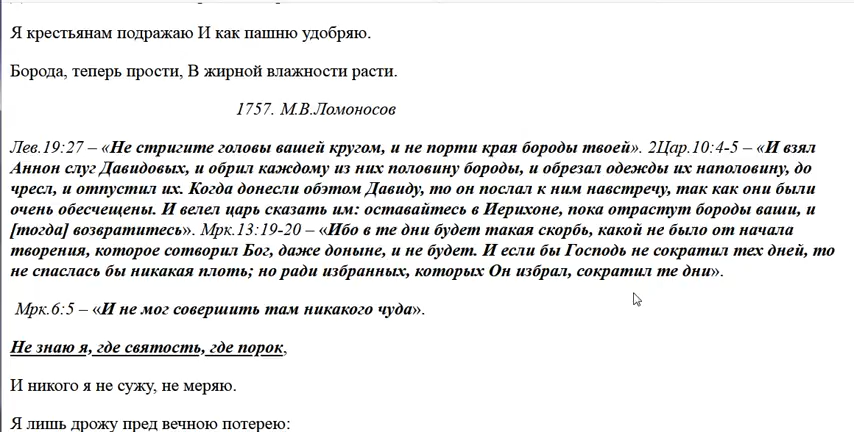 Я крестьянам подражаю И как пашню удобряю.
Борода, теперь прости, В жирной влажности расти.
1757. М.В.Ломоносов
Лев.19:27 – «Не стригите головы вашей кругом, и не порти края бороды твоей». 2Цар.10:4-5 – «И взял
Аннон слуг Давидовых, и обрил каждому из них половину бороды, и обрезал одежды их наполовину, до
чресл, и отпустил их. Когда донесли обэтом Давиду, то он послал к ним навстречу, так как они были
очень обесчещены. И велел царь сказать им: оставайтесь в Иерихоне, пока отрастут бороды ваши, и
[тогда] возвратитесь». Мрк.13:19-20 – «Ибо в те дни будет такая скорбь, какой не было от начала
творения, которое сотворил Бог, даже доныне, и не будет. И если бы Господь не сократил тех дней, то
не спаслась бы никакая плоть; но ради избранных, которых Он избрал, сократил те дни».
Мрк.6:5 – «И не мог совершить там никакого чуда».
Не знаю я, где святость, где порок,
И никого я не сужу, не меряю.
Я лишь дрожу пред вечною потерею: